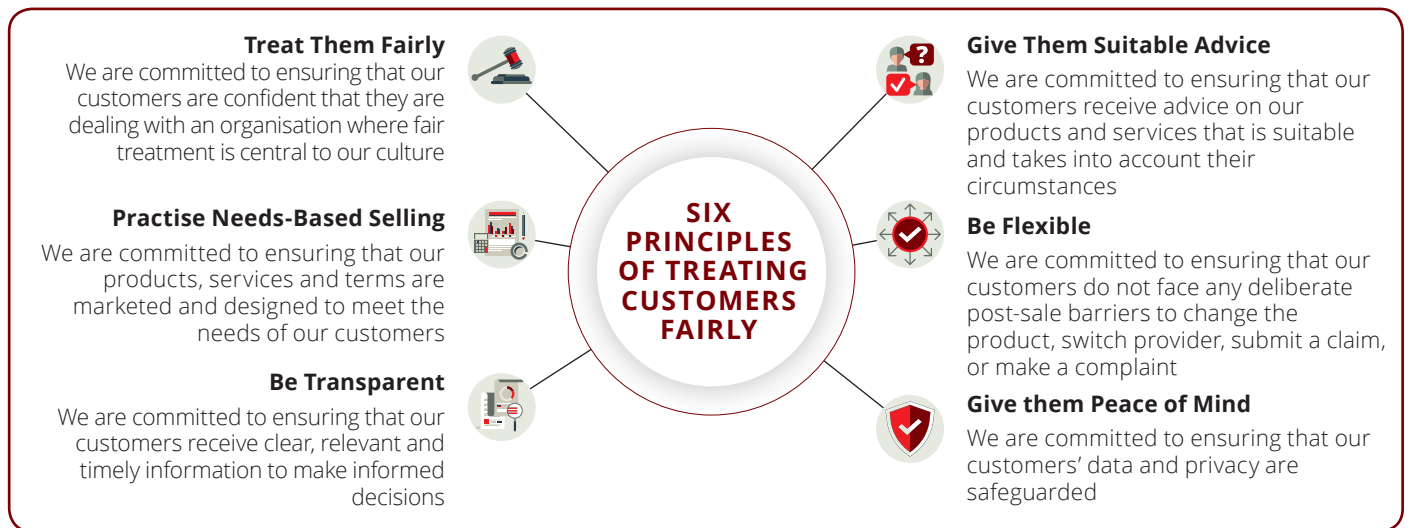 Treat Them Fairly
We are committed to ensuring that our
customers are confident that they are
dealing with an organisation where fair
treatment is central to our culture
Practise Needs-Based Selling
We are committed to ensuring that our
products, services and terms are
marketed and designed to meet the
needs of our customers
Be Transparent
We are committed to ensuring that our
customers receive clear, relevant and
timely information to make informed
decisions
SIX
PRINCIPLES
OF TREATING
CUSTOMERS
FAIRLY
Give Them Suitable Advice
We are committed to ensuring that our
customers receive advice on our
products and services that is suitable
and takes into account their
circumstances
Be Flexible
We are committed to ensuring that our
customers do not face any deliberate
post-sale barriers to change the
product, switch provider, submit a claim,
or make a complaint
Give them Peace of Mind
We are committed to ensuring that our
customers’ data and privacy are
safeguarded